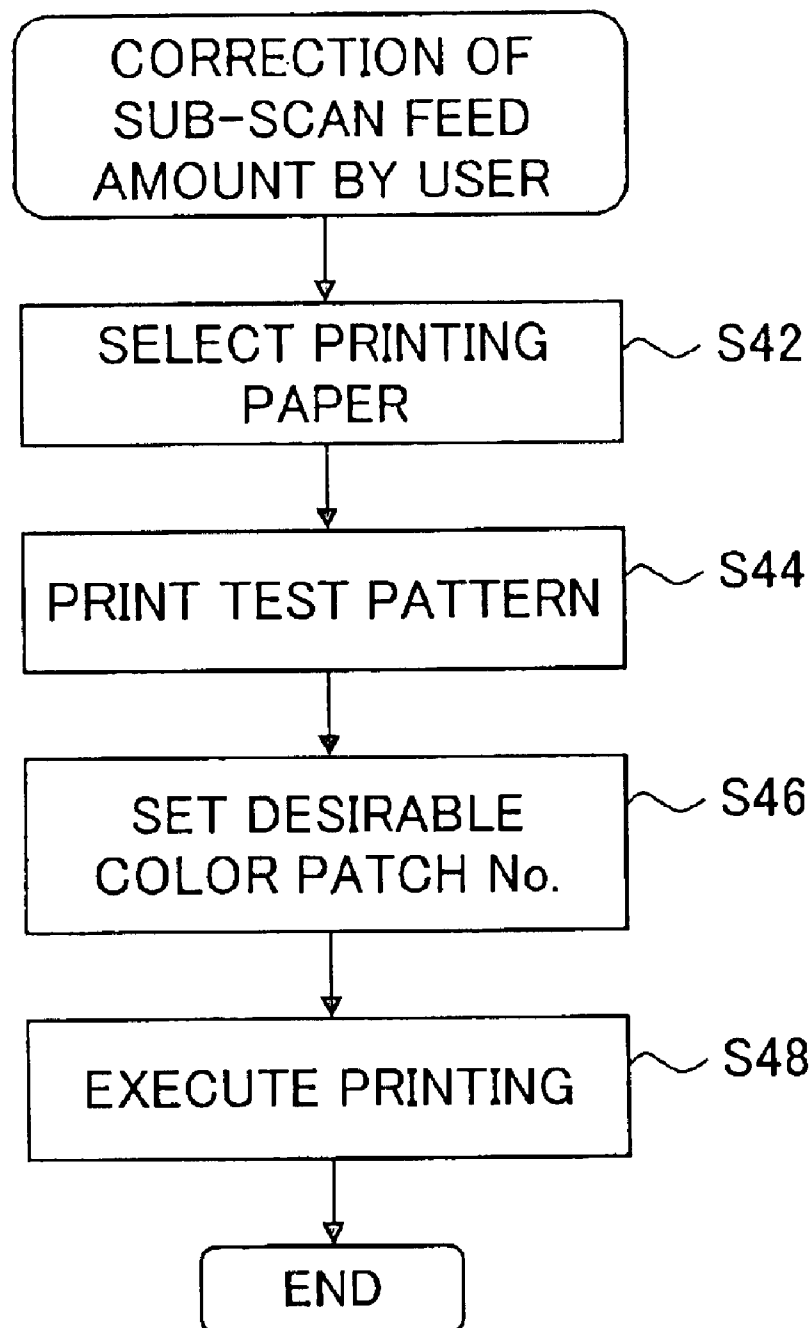 CORRECTION OF
SUB-SCAN FEED
AMOUNT BY USER
SELECT PRINTING
PAPER
S42
PRINT TEST PATTERN
S44
SET DESIRABLE
COLOR PATCH No.
S46
EXECUTE PRINTING
S48
END